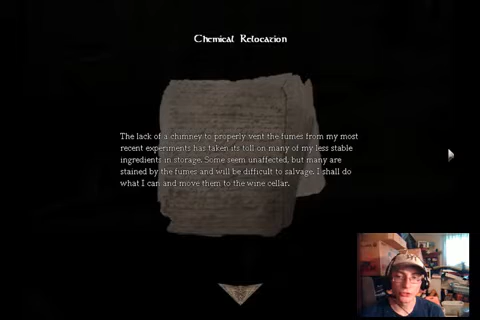 Chemical Relocation
The lack of a chimney to properly vent the fumes from my most
recent experiments has taken its toll on many of my less stable
ingredients in storage. Some seem unaffected, but many are
stained by the fumes and will be difficult to salvage. I shall do
what I can and move them to the wine cellar.